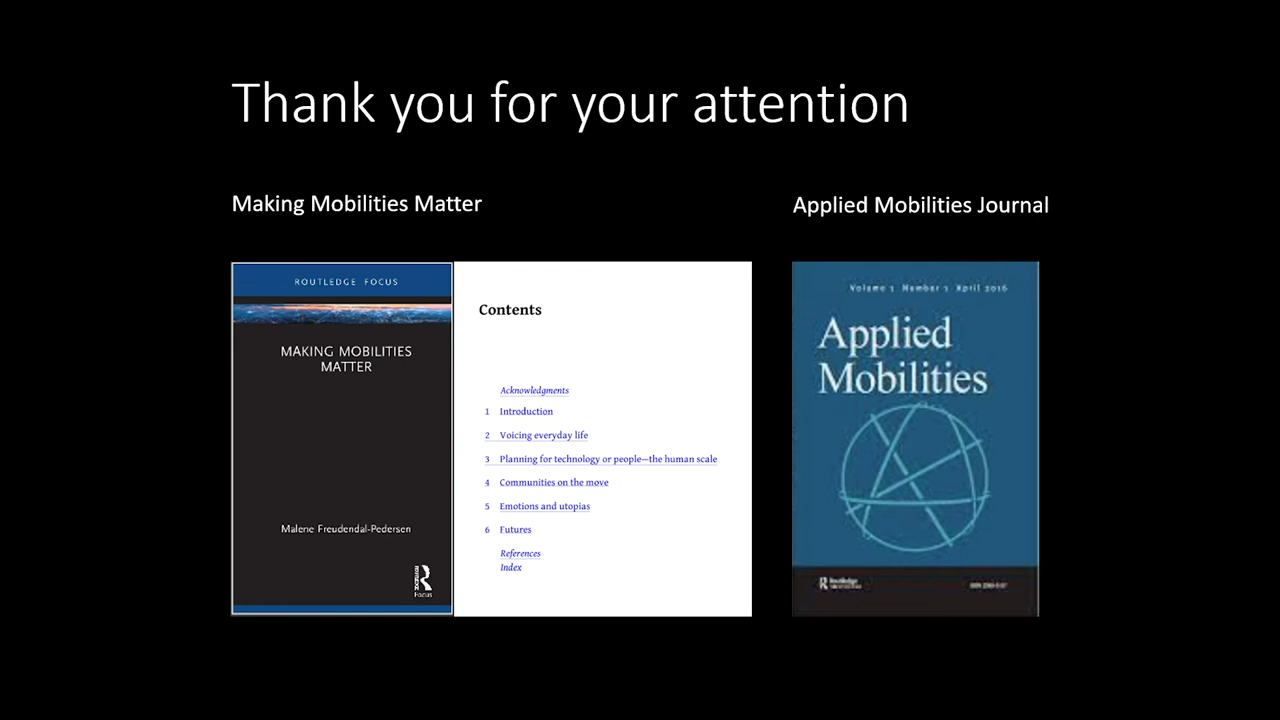 Thank you for your attention
Making Mobilities Matter
Applied Mobilities Journal
ROUTLEDGE FOCUS
MAKING MOBILITIES
MATTER
Malene Freudendal-Pedersen
R
Focus
Contents
Acknowledgments
1 Introduction
2 Voicing everyday life
3 Planning for technology or people—the human scale
4 Communities on the move
5 Emotions and utopias
6 Futures
References
Index
Volume 1 Number 1 April 2016
Applied
Mobilities
Routledge